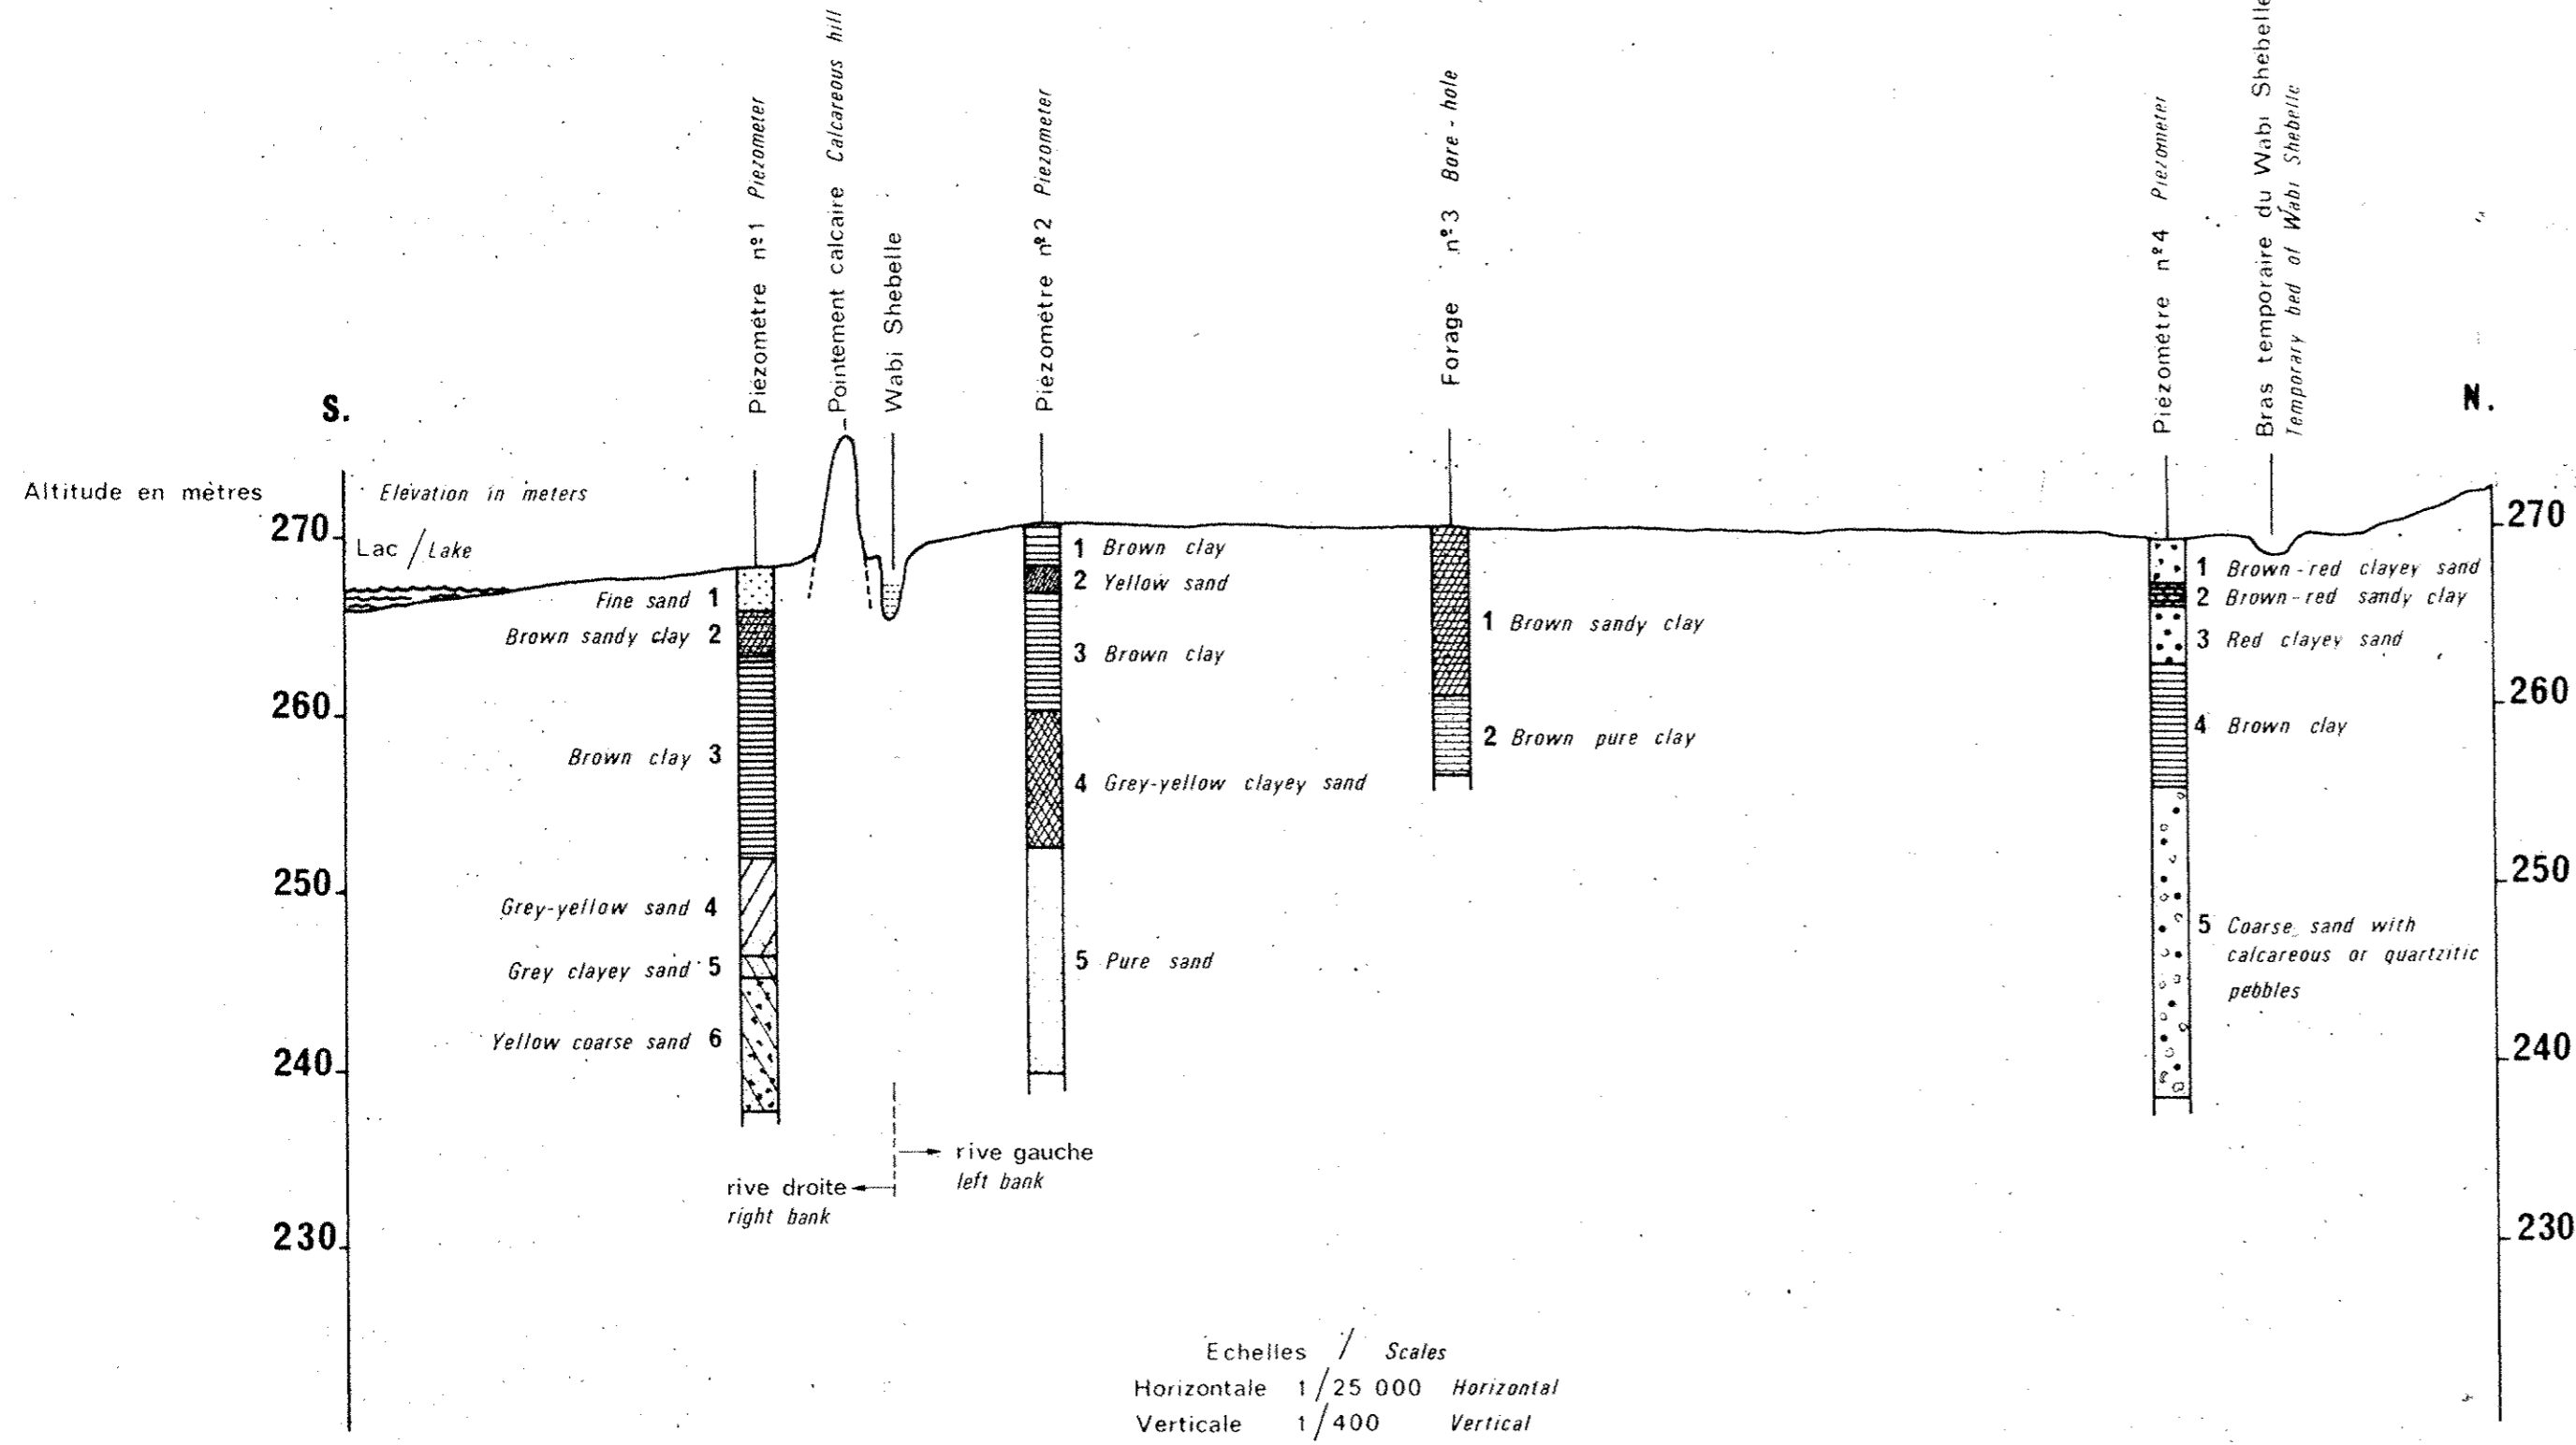 Piézomètre nº1 Piezometer
Pointement calcaire Calcareous hill
Wabi Shebelle
Piézomètre nº2 Piezometer
Forage nº3 Bore-hole
Piézomètre nº4 Piezometer
Bras temporaire du Wabi Shebelle
Temporary bed of Wabi Shebelle
S.
N.
Altitude en mètres
Elevation in meters
270
Lac / Lake
260
250
240
230
Fine sand 1
Brown sandy clay 2
Brown clay 3
Grey-yellow sand 4
Grey clayey sand 5
Yellow coarse sand 6
1 Brown clay
2 Yellow sand
3 Brown clay
4 Grey-yellow clayey sand
5 Pure sand
1 Brown sandy clay
2 Brown pure clay
1 Brown-red clayey sand
2 Brown-red sandy clay
3 Red clayey sand
4 Brown clay
5 Coarse sand with
calcareous or quartzitic
pebbles
270
260
250
240
230
rive gauche
left bank
rive droite
right bank
Echelles / Scales
Horizontale 1/25 000 Horizontal
Verticale 1/400 Vertical